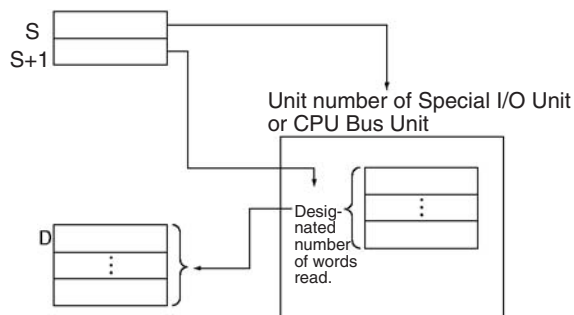 S
S+1
Unit number of Special I/O Unit
or CPU Bus Unit
Desig-
nated
number
of words
read.
D